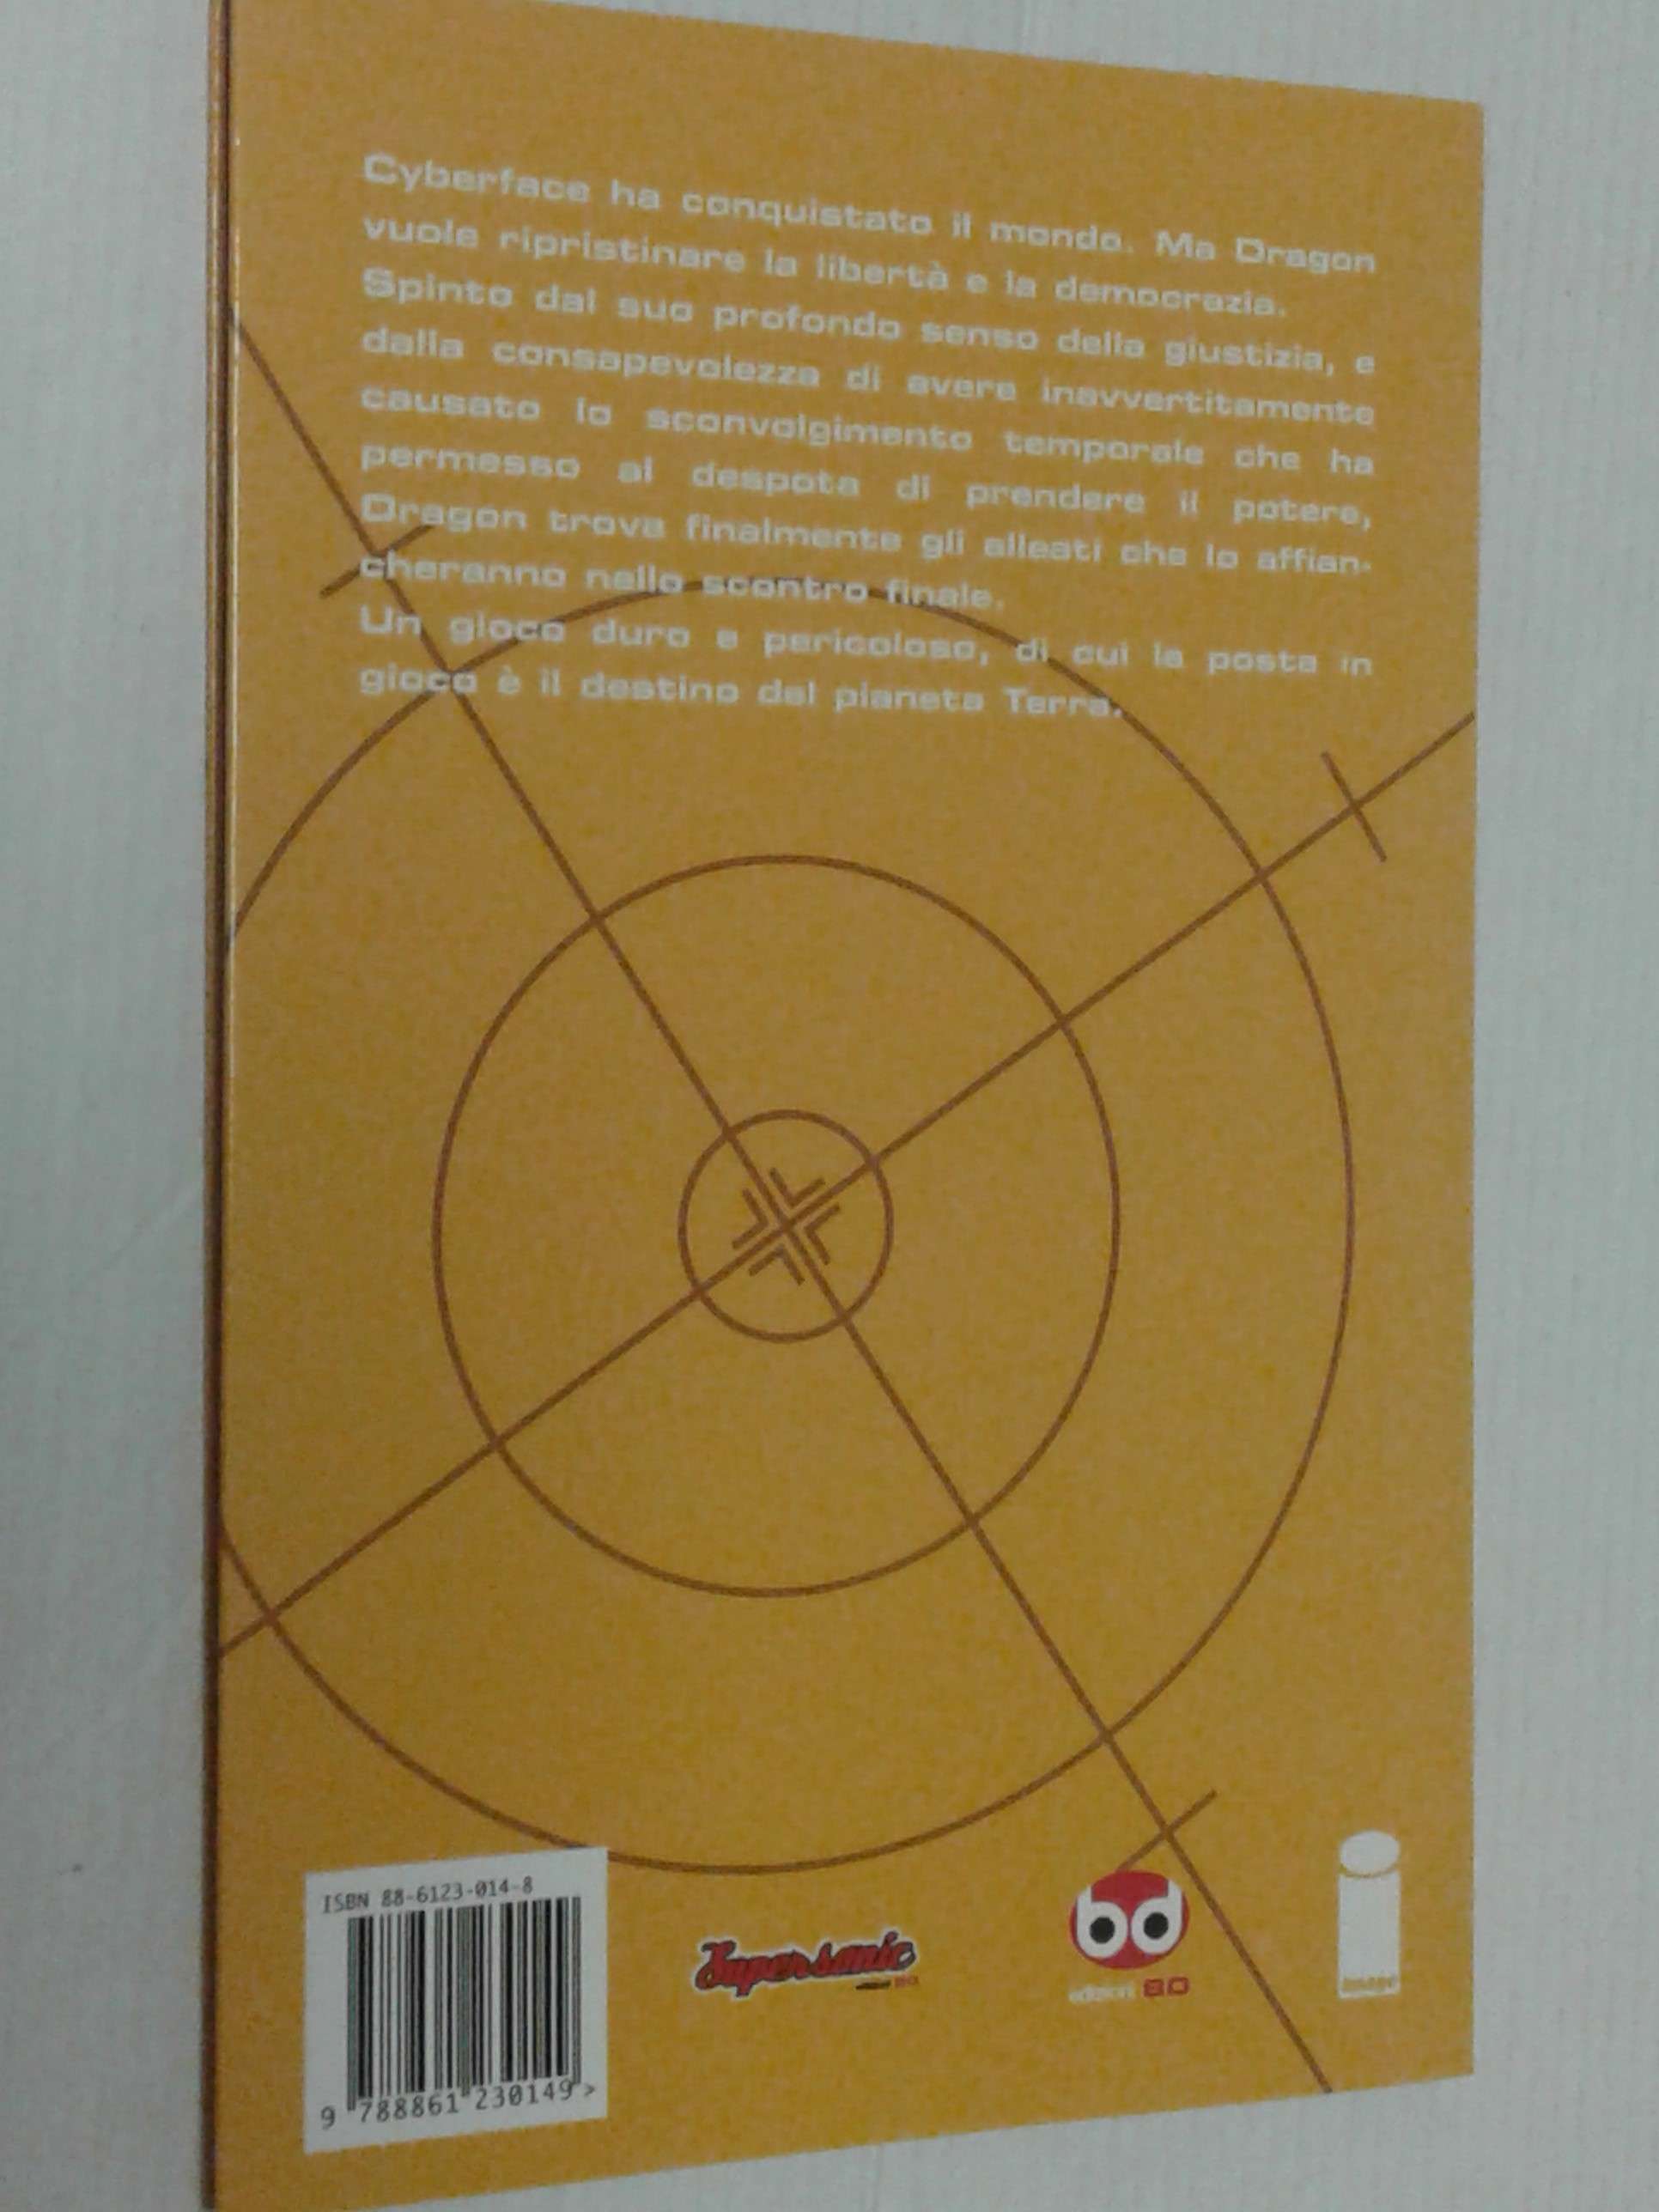 Cyberface ha conquistato il mondo. Ma Dragon
vuole ripristinare la libertà e la democrazia.
Spinto dal suo profondo senso della giustizia, e
dalla consapevolezza di avere inavvertitamente
causato lo sconvolgimento temporale che ha
permesso al despota di prendere il potere,
Dragon trova finalmente gli alleati che lo affian-
cheranno nello scontro finale.
Un gioco duro e pericoloso, di cui la posta in
gioco è il destino del pianeta Terra.
ISBN 88-6123-014-8
9 788861 230149 >
Supersonic
bd
edizioni BD